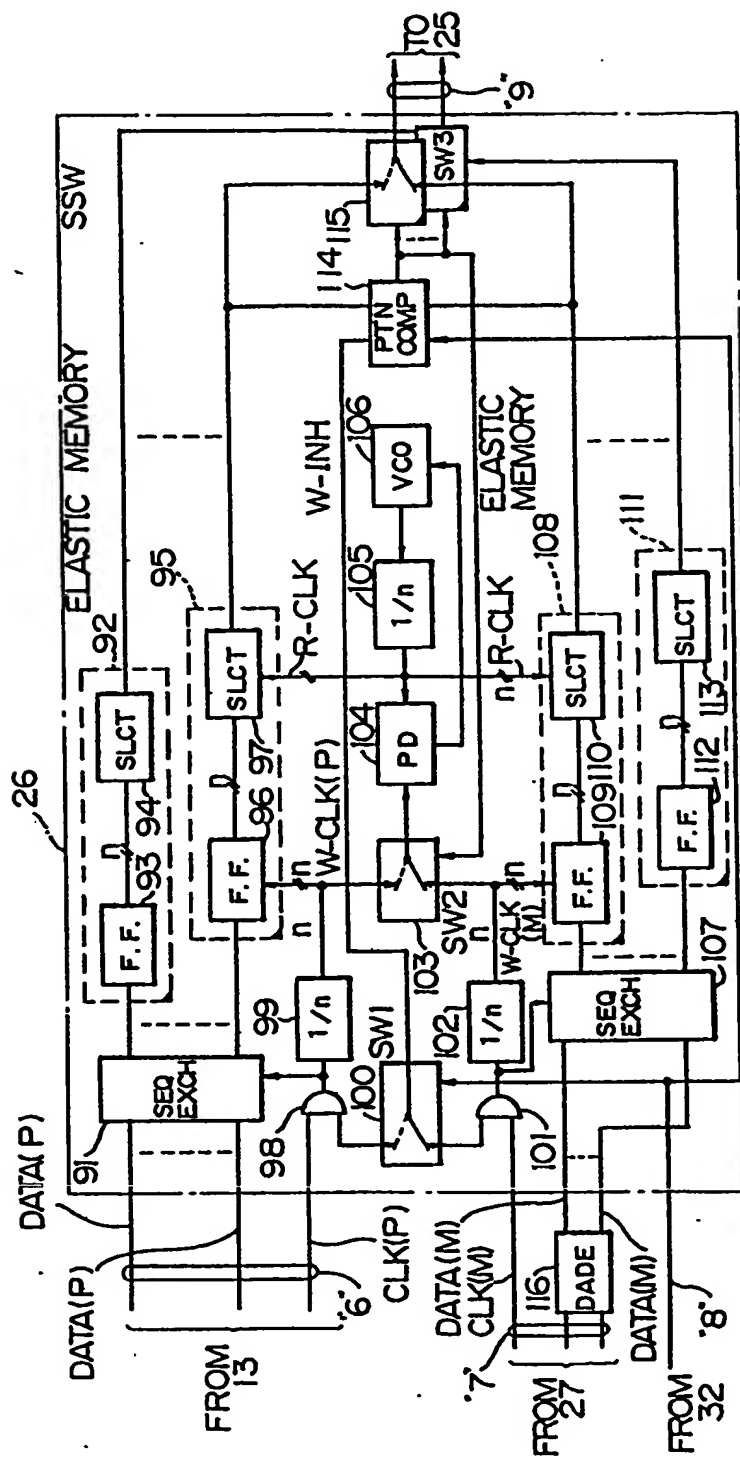 26
ELASTIC MEMORY
SSW
92
F.F.
93
n
SLCT
94
95
F.F.
96
n
SLCT
97
DATA(P)
DATA(P)
FROM
13
"6"
CLK(P)
91
SEQ
EXCH
98
99
1/n
n
n
W-CLK(P)
R-CLK
W-INH
SW1
100
SW2
103
104
PD
105
1/n
106
VCO
114
PTN
COMP
115
SW3
TO
25
"9"
101
102
1/n
n
n
W-CLK
(M)
n
R-CLK
ELASTIC
MEMORY
108
F.F.
109
n
SLCT
110
111
F.F.
112
n
SLCT
113
107
SEQ
EXCH
DATA(M)
CLK(M)
"7"
116
DADE
DATA(M)
FROM
27
"8"
FROM
32